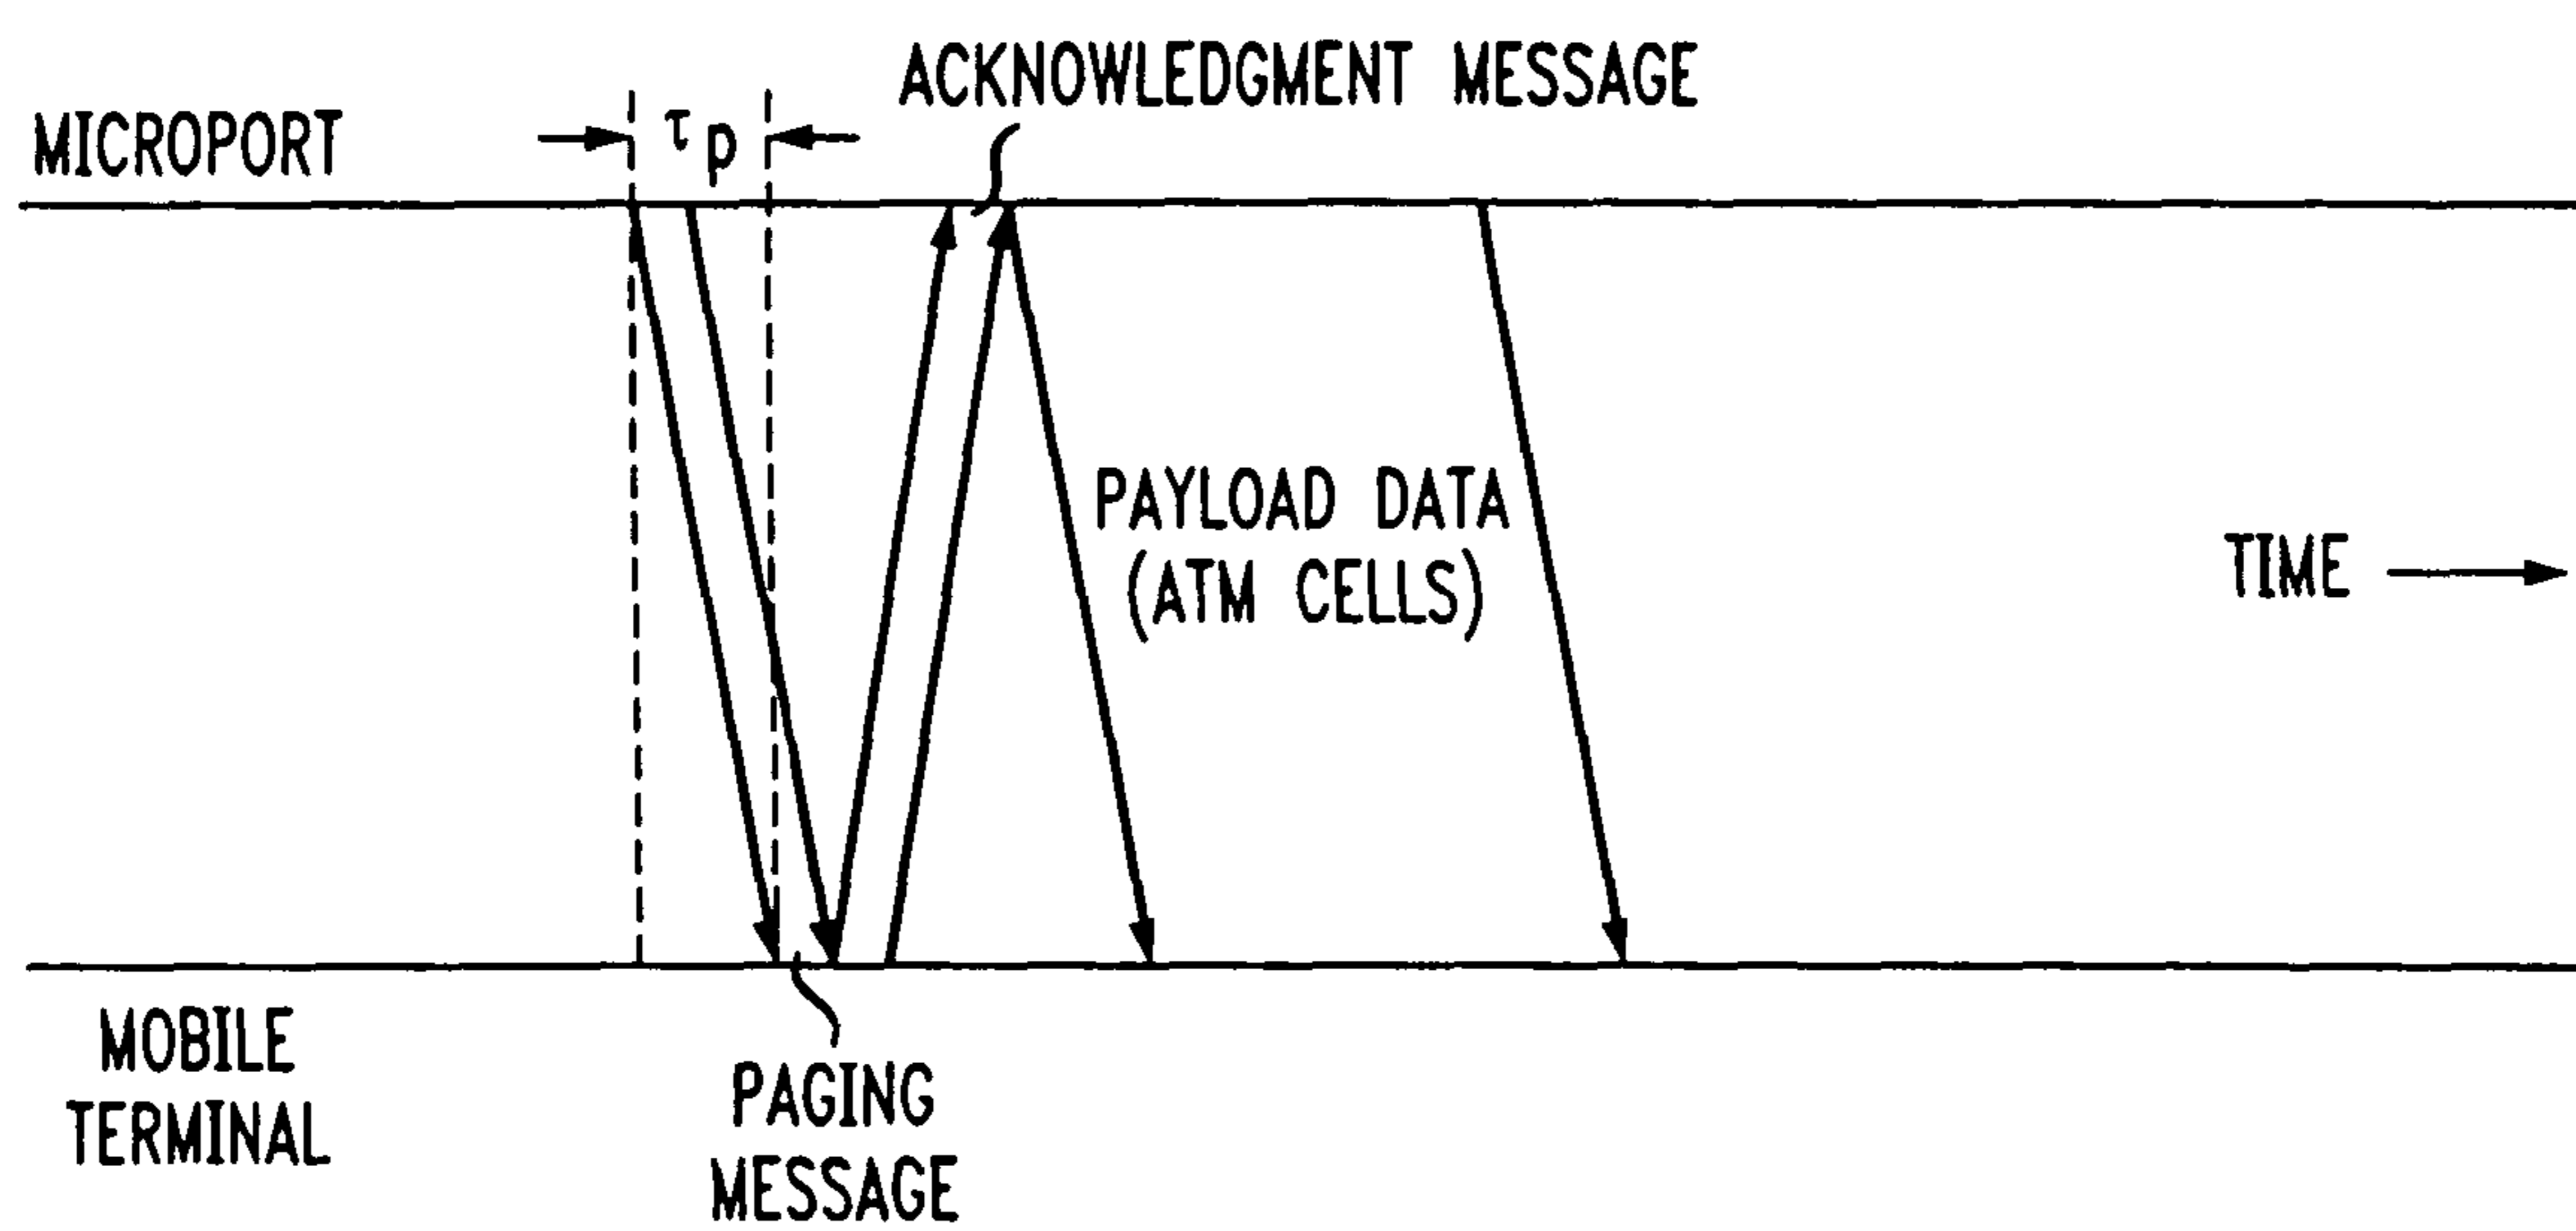 ACKNOWLEDGMENT MESSAGE
MICROPORT
τp
PAYLOAD DATA
(ATM CELLS)
TIME
MOBILE
TERMINAL
PAGING
MESSAGE